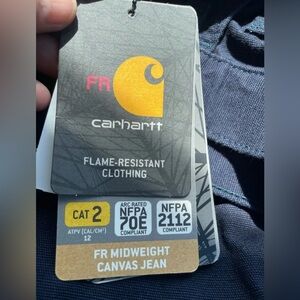 FR
carhartt
FLAME-RESISTANT
CLOTHING
CAT 2
ATPV (CAL/CM²)
12
ARC RATED
NFPA
70E
COMPLIANT
NFPA
2112
COMPLIANT
FR MIDWEIGHT
CANVAS JEAN